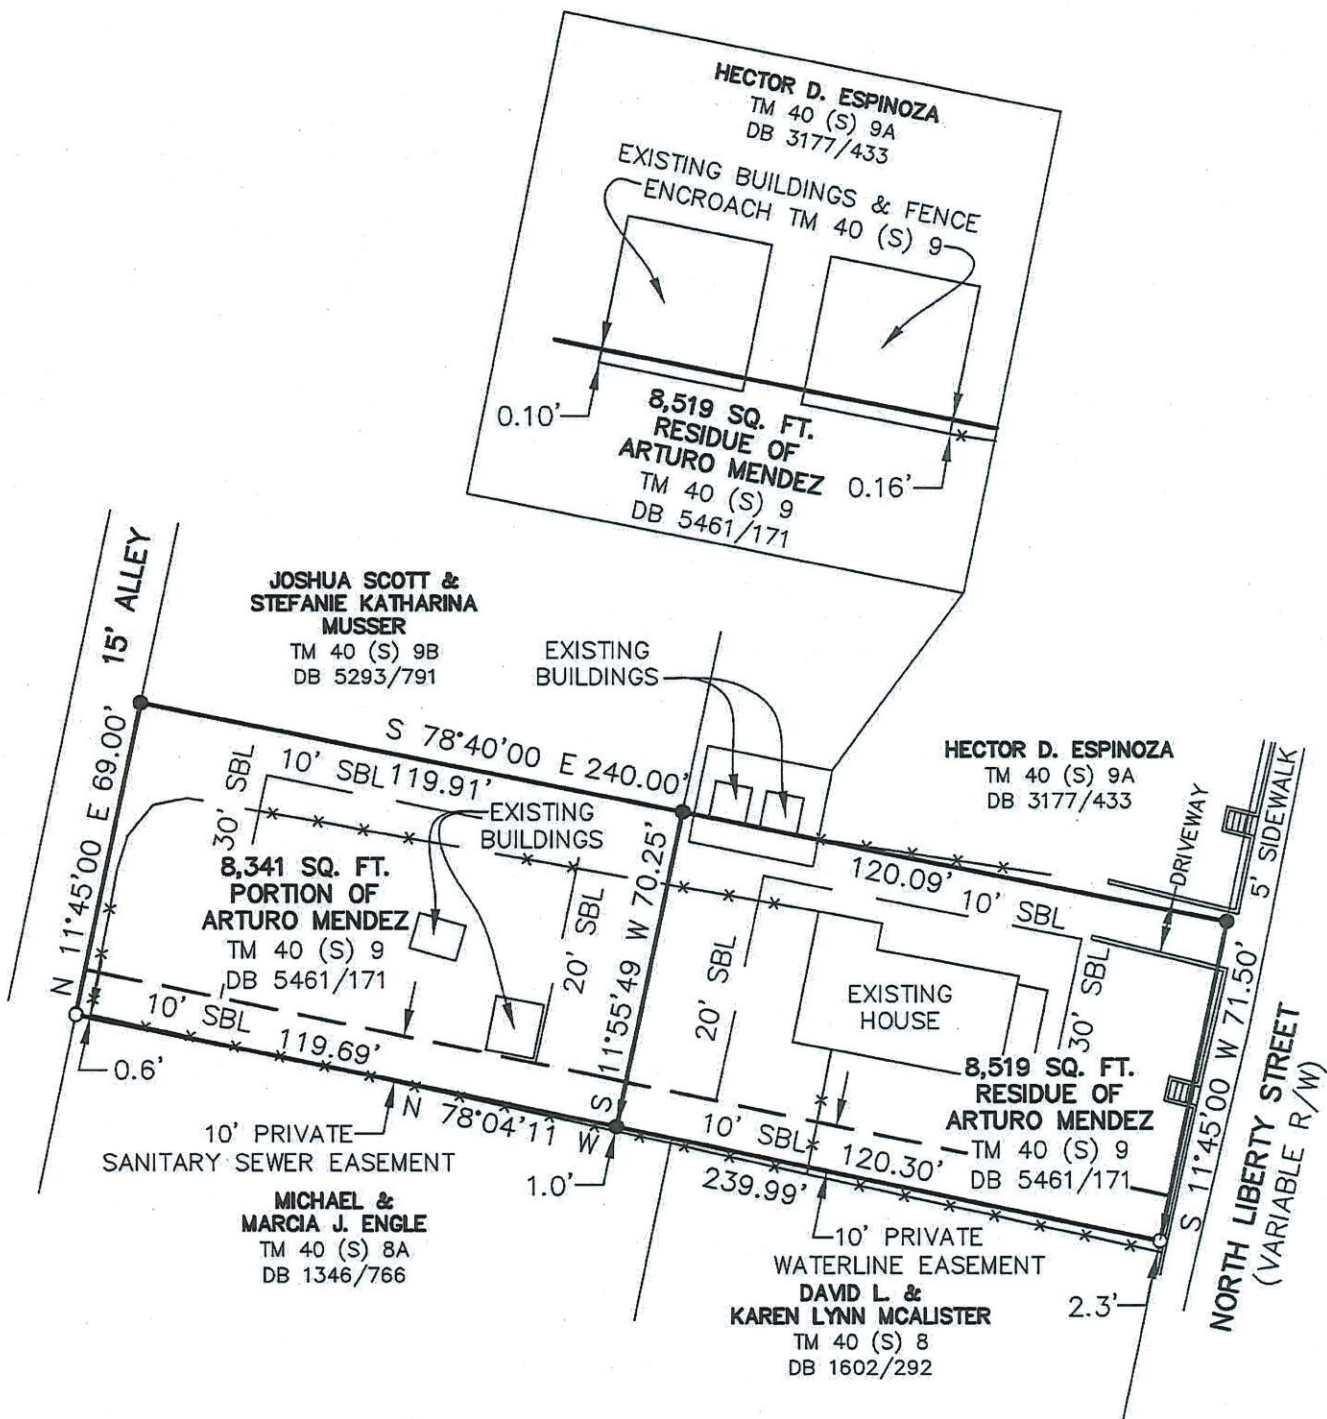 HECTOR D. ESPINOZA
TM 40 (S) 9A
DB 3177/433
EXISTING BUILDINGS & FENCE
ENCROACH TM 40 (S) 9
0.10'
8,519 SQ. FT.
RESIDUE OF
ARTURO MENDEZ
TM 40 (S) 9
DB 5461/171
0.16'
15' ALLEY
JOSHUA SCOTT &
STEFANIE KATHARINA
MUSSER
TM 40 (S) 9B
DB 5293/791
EXISTING
BUILDINGS
HECTOR D. ESPINOZA
TM 40 (S) 9A
DB 3177/433
DRIVEWAY
5' SIDEWALK
N 11°45'00 E 69.00'
S 78°40'00 E 240.00'
10' SBL 119.91'
30' SBL
EXISTING
BUILDINGS
8,341 SQ. FT.
PORTION OF
ARTURO MENDEZ
TM 40 (S) 9
DB 5461/171
20' SBL
S 11°55'49 W 70.25'
120.09'
10' SBL
20' SBL
EXISTING
HOUSE
30' SBL
8,519 SQ. FT.
RESIDUE OF
ARTURO MENDEZ
TM 40 (S) 9
DB 5461/171
S 11°45'00 W 71.50'
NORTH LIBERTY STREET
(VARIABLE R/W)
10' SBL
119.69'
0.6'
N 78°04'11 W
10' SBL
120.30'
239.99'
10' PRIVATE
SANITARY SEWER EASEMENT
1.0'
MICHAEL &
MARCIA J. ENGLE
TM 40 (S) 8A
DB 1346/766
10' PRIVATE
WATERLINE EASEMENT
DAVID L. &
KAREN LYNN MCALISTER
TM 40 (S) 8
DB 1602/292
2.3'